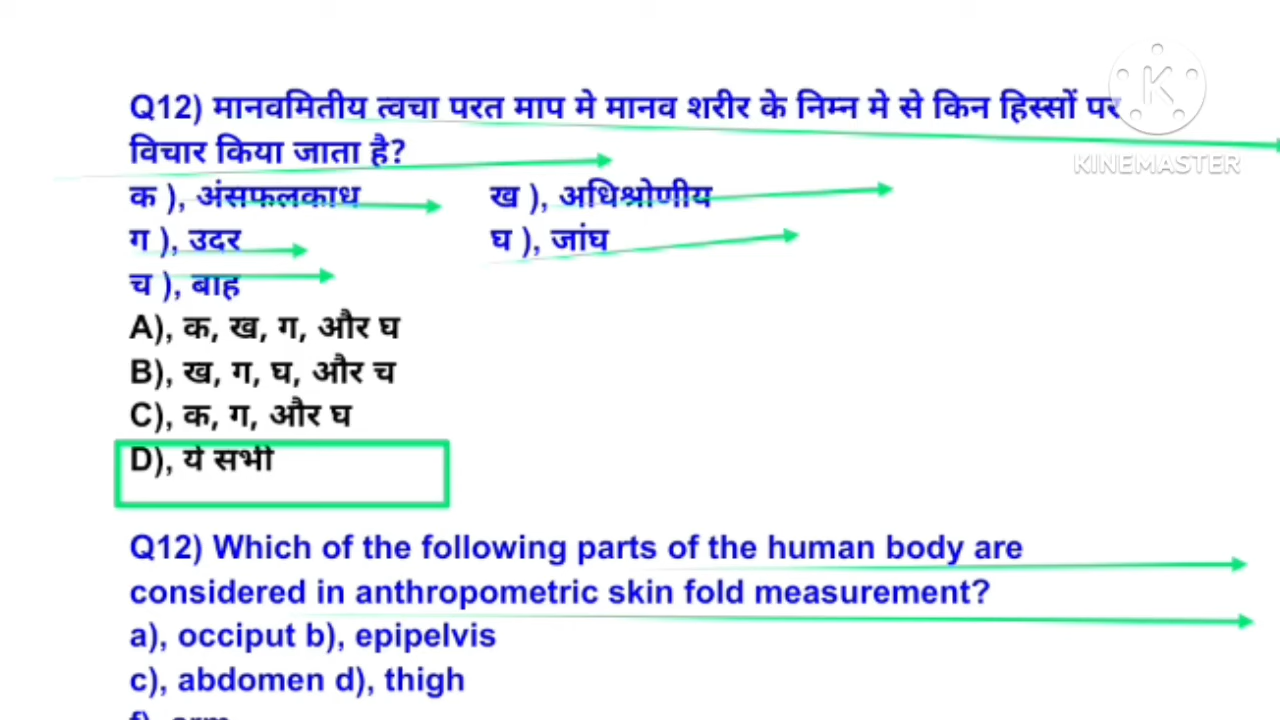 Q12) मानवमितीय त्वचा परत माप मे मानव शरीर के निम्न मे से किन हिस्सों पर
विचार किया जाता है?
क ), अंसफलकाध ख ), अधिश्रोणीय
ग ), उदर घ ), जांघ
च ), बाह
A), क, ख, ग, और घ
B), ख, ग, घ, और च
C), क, ग, और घ
D), ये सभी
Q12) Which of the following parts of the human body are
considered in anthropometric skin fold measurement?
a), occiput b), epipelvis
c), abdomen d), thigh
KINEMASTER